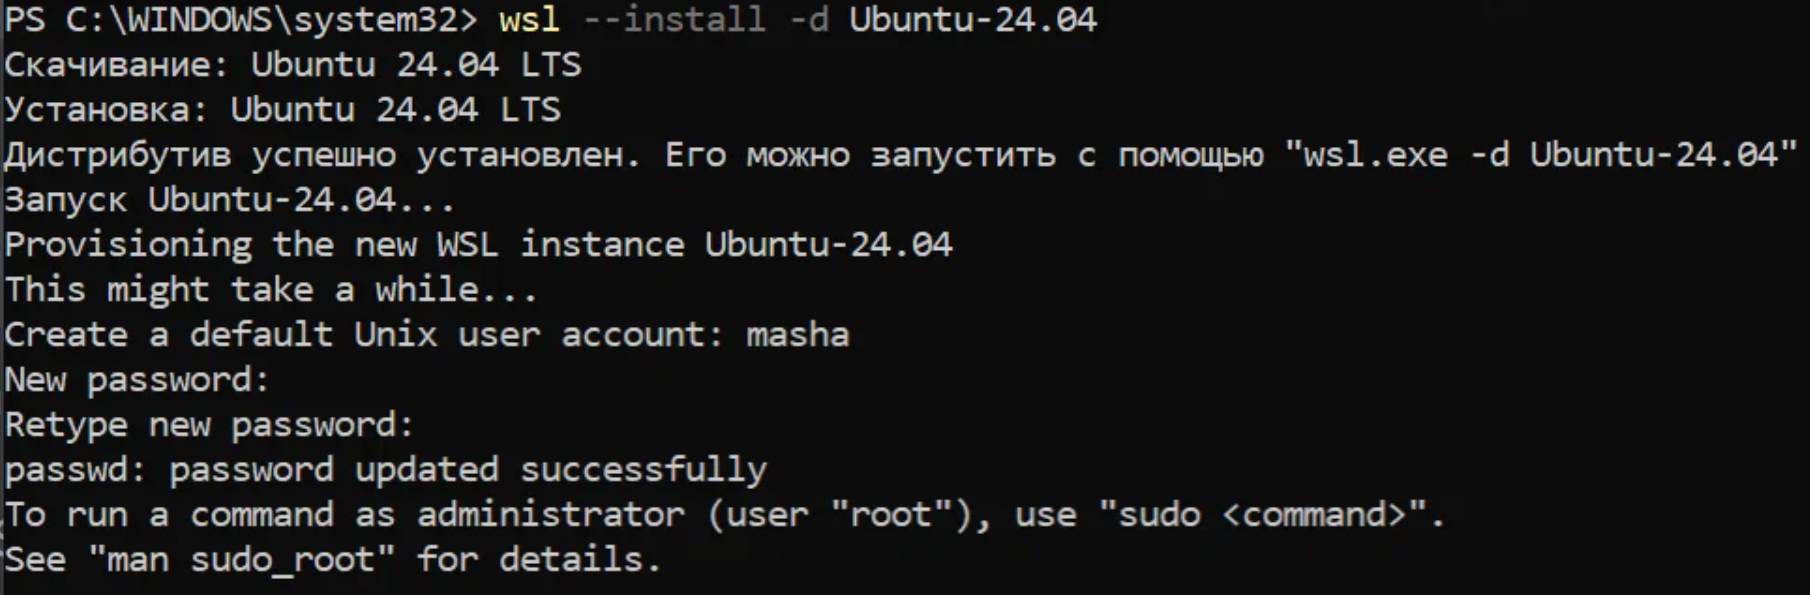 PS C:\WINDOWS\system32> wsl --install -d Ubuntu-24.04
Скачивание: Ubuntu 24.04 LTS
Установка: Ubuntu 24.04 LTS
Дистрибутив успешно установлен. Его можно запустить с помощью "wsl.exe -d Ubuntu-24.04"
Запуск Ubuntu-24.04...
Provisioning the new WSL instance Ubuntu-24.04
This might take a while...
Create a default Unix user account: masha
New password:
Retype new password:
passwd: password updated successfully
To run a command as administrator (user "root"), use "sudo <command>".
See "man sudo_root" for details.